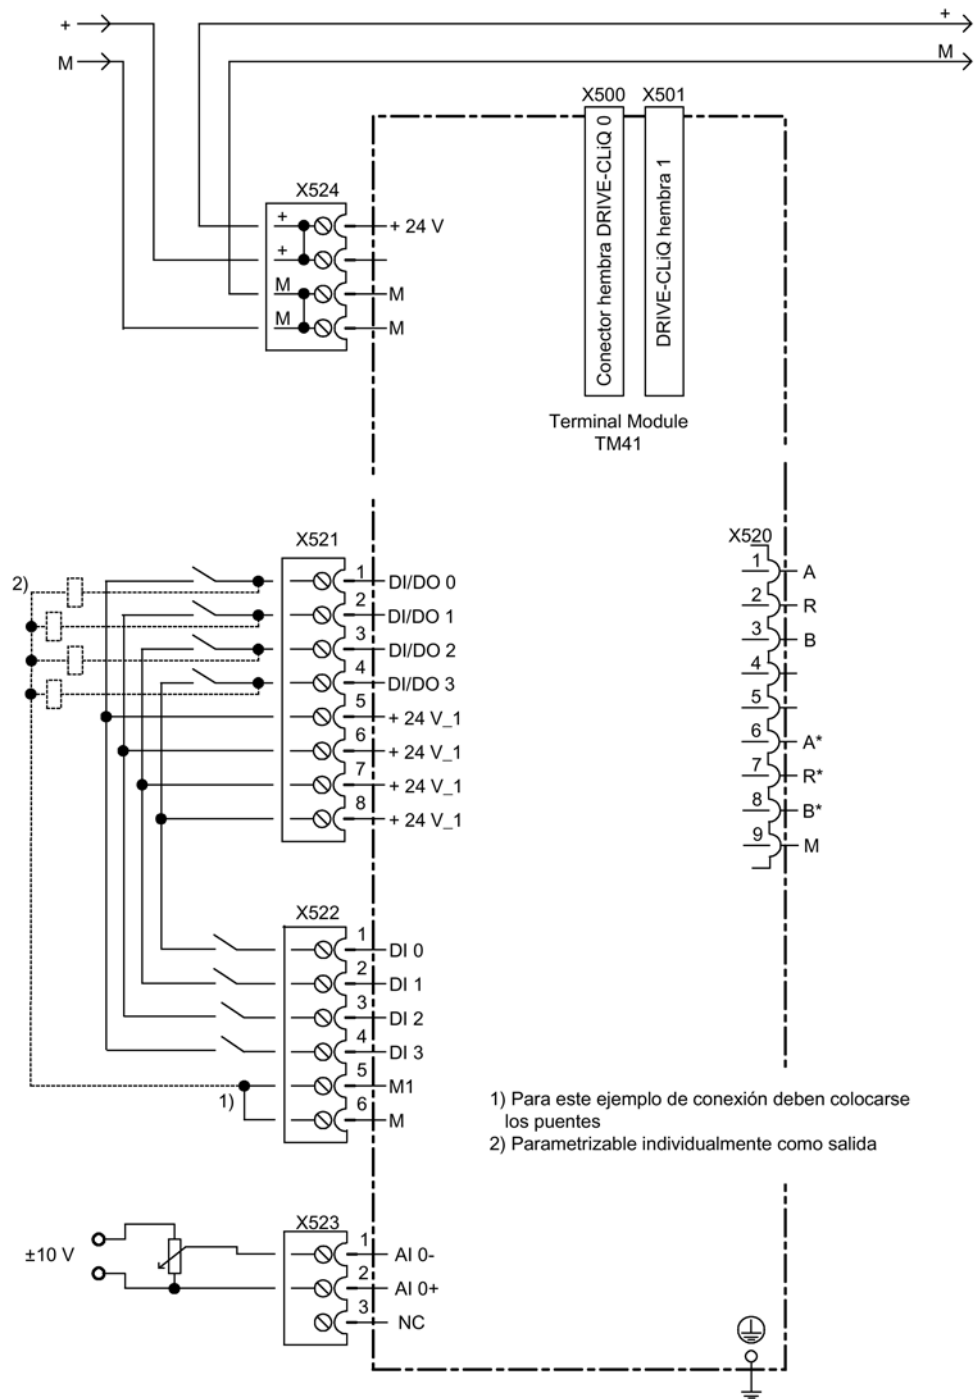 +
M
+
M
X500
X501
Conector hembra DRIVE-CLiQ 0
DRIVE-CLiQ hembra 1
Terminal Module
TM41
X524
+
+ 24 V
+
M
M
M
M
X521
2)
1
DI/DO 0
2
DI/DO 1
3
DI/DO 2
4
DI/DO 3
5
+ 24 V_1
6
+ 24 V_1
7
+ 24 V_1
8
+ 24 V_1
X520
1
A
2
R
3
B
4
5
6
A*
7
R*
8
B*
9
M
X522
1
DI 0
2
DI 1
3
DI 2
4
DI 3
5
M1
1)
6
M
1) Para este ejemplo de conexión deben colocarse
los puentes
2) Parametrizable individualmente como salida
X523
±10 V
1
AI 0-
2
AI 0+
3
NC